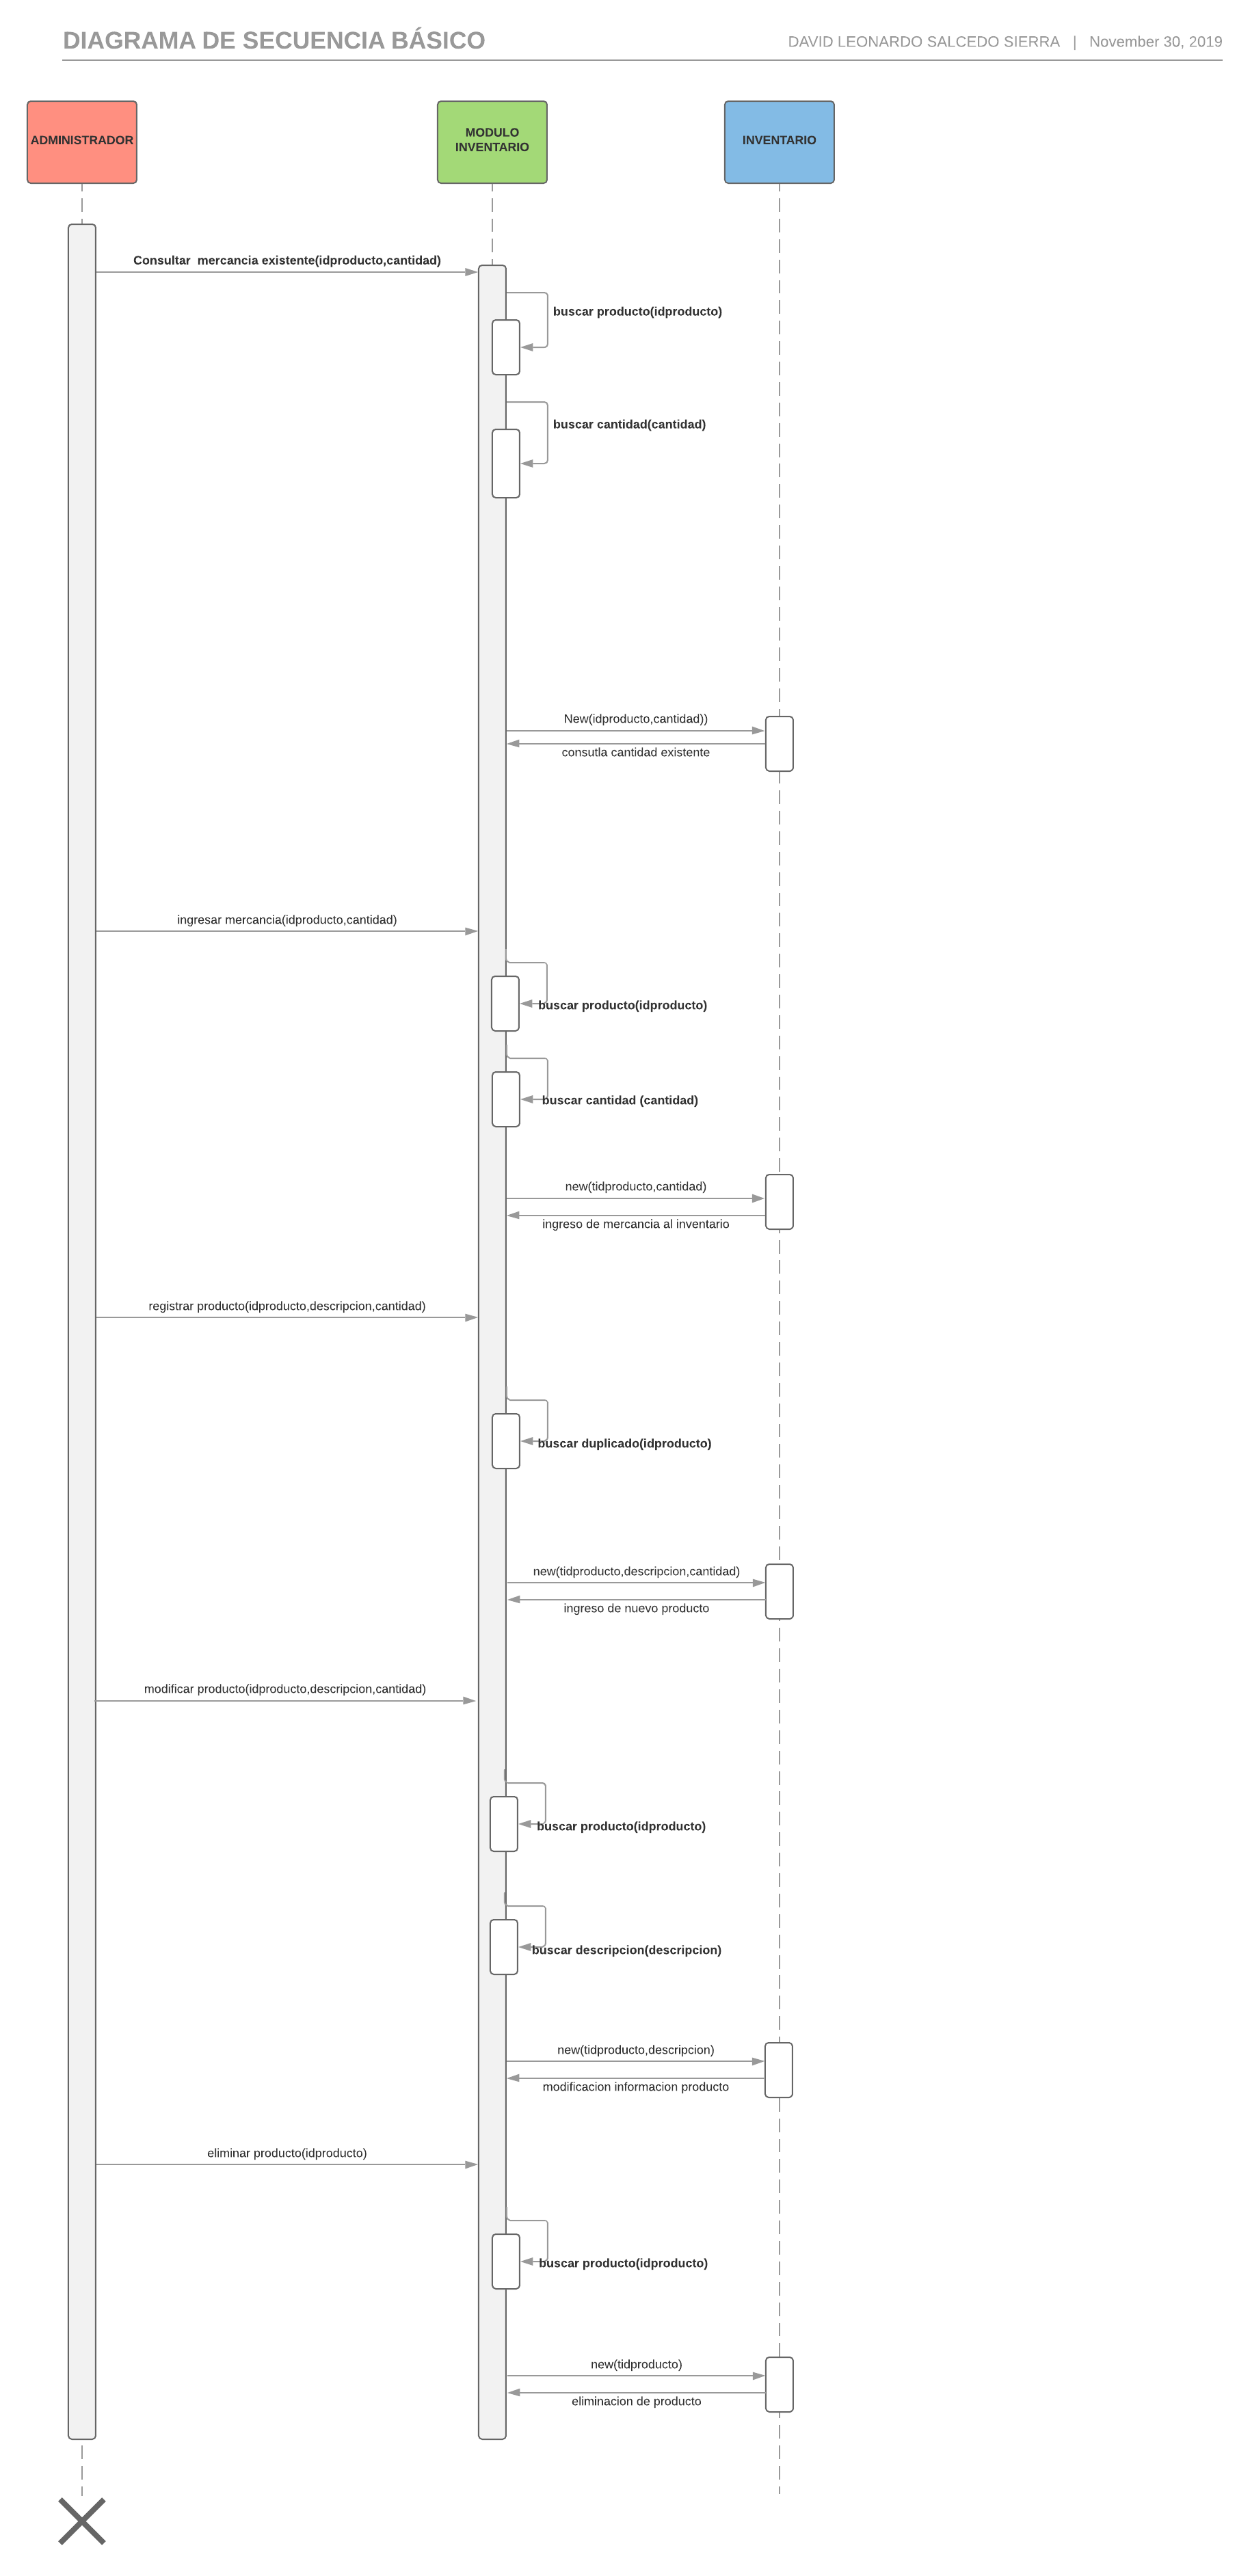 DIAGRAMA DE SECUENCIA BÁSICO
DAVID LEONARDO SALCEDO SIERRA | November 30, 2019
ADMINISTRADOR
MODULO
INVENTARIO
INVENTARIO
Consultar mercancia existente(idproducto,cantidad)
buscar producto(idproducto)
buscar cantidad(cantidad)
New(idproducto,cantidad))
consutla cantidad existente
ingresar mercancia(idproducto,cantidad)
buscar producto(idproducto)
buscar cantidad (cantidad)
new(tidproducto,cantidad)
ingreso de mercancia al inventario
registrar producto(idproducto,descripcion,cantidad)
buscar duplicado(idproducto)
new(tidproducto,descripcion,cantidad)
ingreso de nuevo producto
modificar producto(idproducto,descripcion,cantidad)
buscar producto(idproducto)
buscar descripcion(descripcion)
new(tidproducto,descripcion)
modificacion informacion producto
eliminar producto(idproducto)
buscar producto(idproducto)
new(tidproducto)
eliminacion de producto